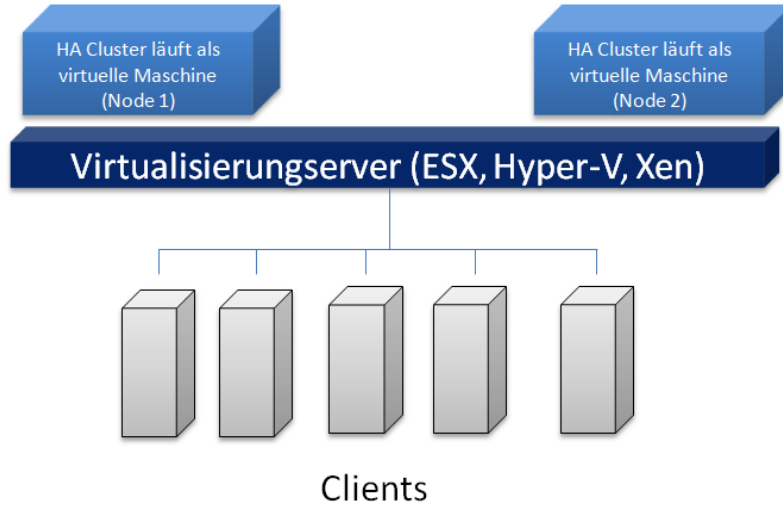 HA Cluster läuft als
virtuelle Maschine
(Node 1)
HA Cluster läuft als
virtuelle Maschine
(Node 2)
Virtualisierungserver (ESX, Hyper-V, Xen)
Clients